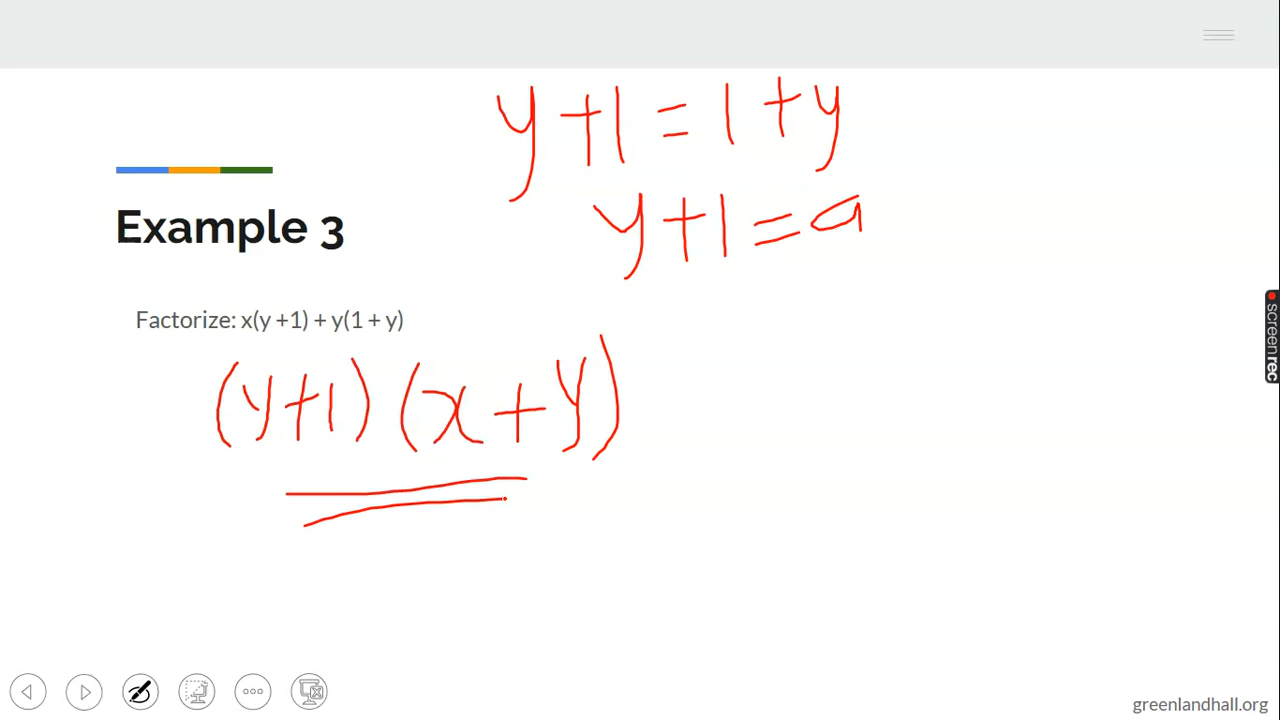 y+1=1+y
y+1=a
Example 3
Factorize: x(y +1) + y(1 + y)
(y+1)(x+y)
screenrec
greenlandhall.org